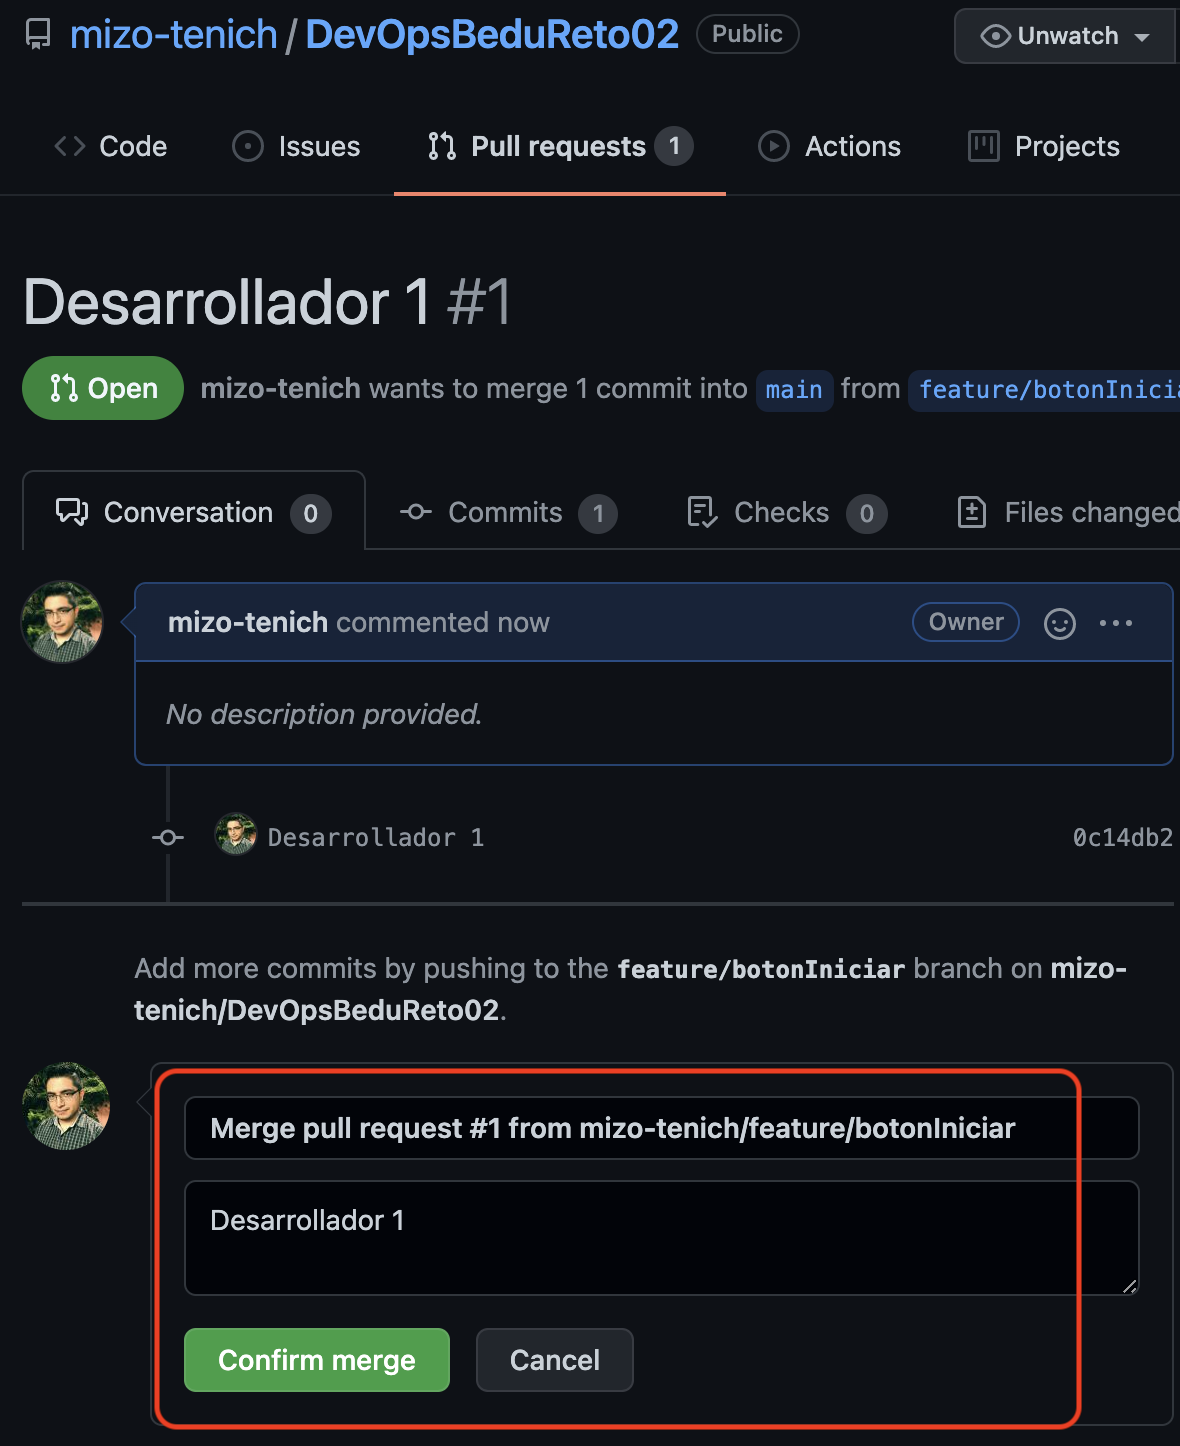 mizo-tenich / DevOpsBeduReto02 Public Unwatch
Code Issues Pull requests 1 Actions Projects
Desarrollador 1 #1
Open mizo-tenich wants to merge 1 commit into main from feature/botonInicia
Conversation 0 Commits 1 Checks 0 Files changed
mizo-tenich commented now Owner
No description provided.
Desarrollador 1 0c14db2
Add more commits by pushing to the feature/botonIniciar branch on mizo-
tenich/DevOpsBeduReto02.
Merge pull request #1 from mizo-tenich/feature/botonIniciar
Desarrollador 1
Confirm merge Cancel